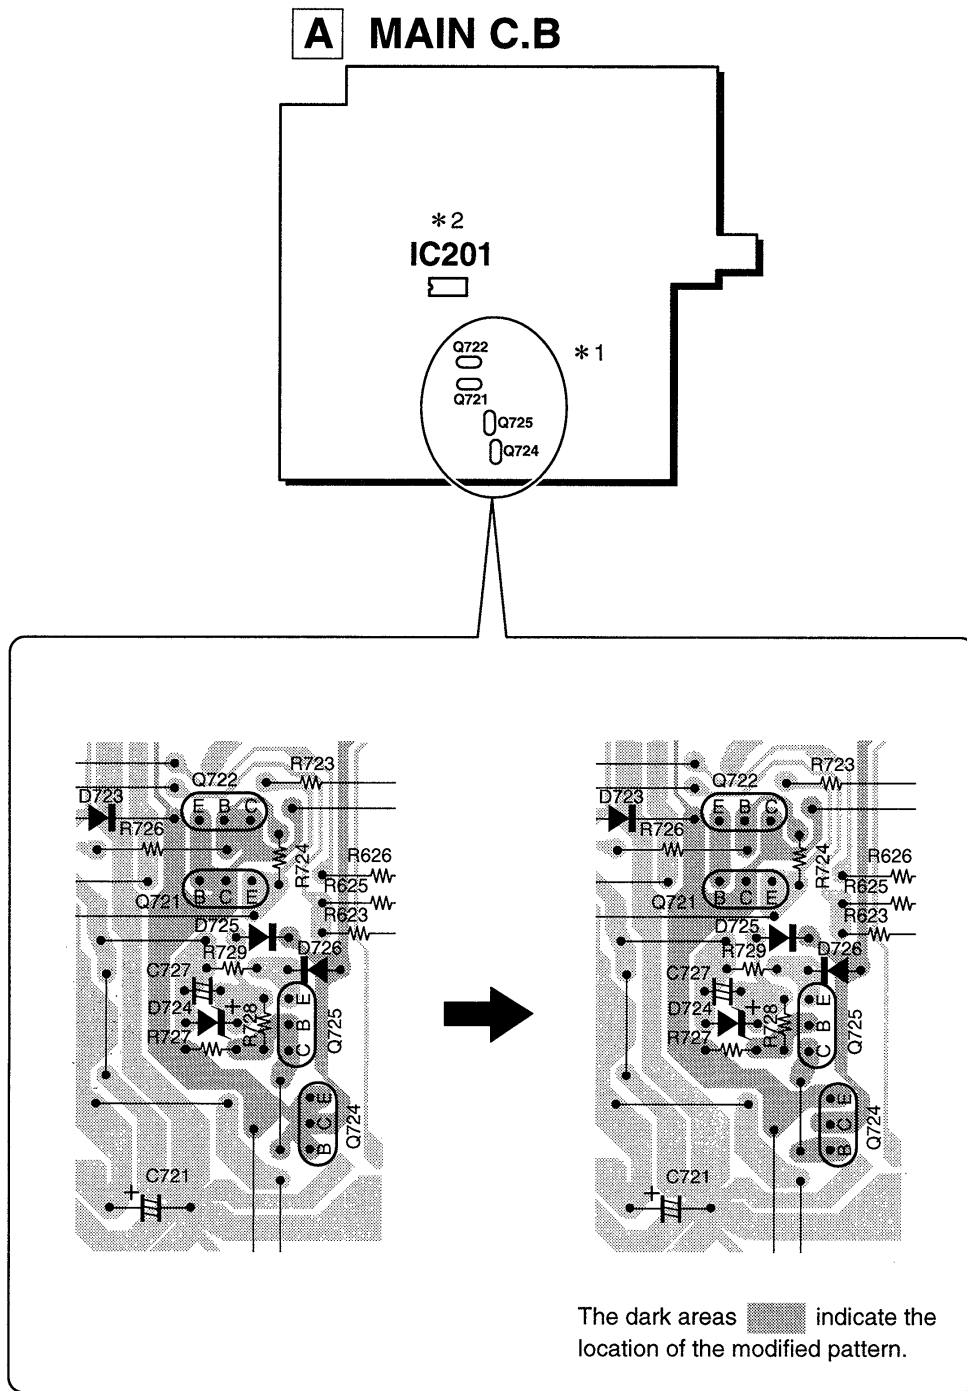 A MAIN C.B
*2
IC201
Q722
*1
Q721
Q725
Q724
R723
Q722
D723
E B C
R726
R724
R626
Q721
B C E
R625
D725
R623
R729
D726
C727
E
D724
+
R728
B
Q725
R727
C
E
C
Q724
B
C721
+
R723
Q722
D723
E B C
R726
R724
R626
Q721
B C E
R625
D725
R623
R729
D726
C727
E
D724
+
R728
B
Q725
R727
C
E
C
Q724
B
C721
+
The dark areas indicate the
location of the modified pattern.